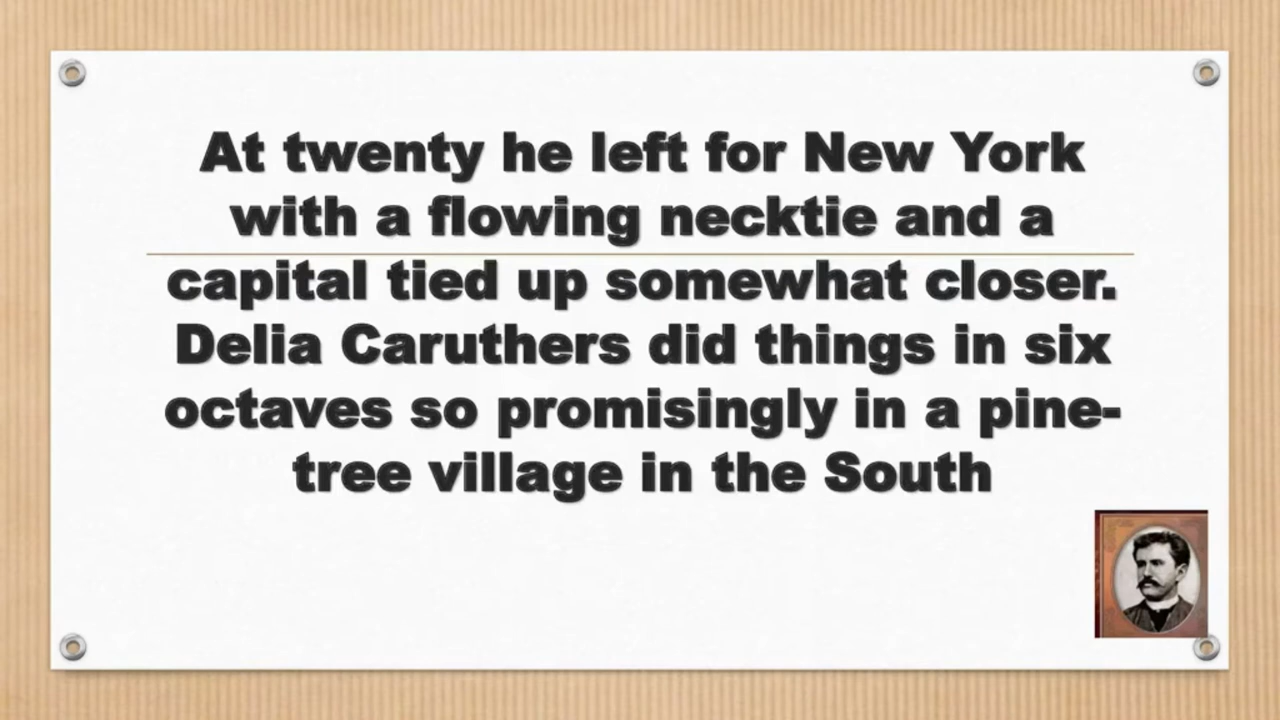 At twenty he left for New York
with a flowing necktie and a
capital tied up somewhat closer.
Delia Caruthers did things in six
octaves so promisingly in a pine-
tree village in the South